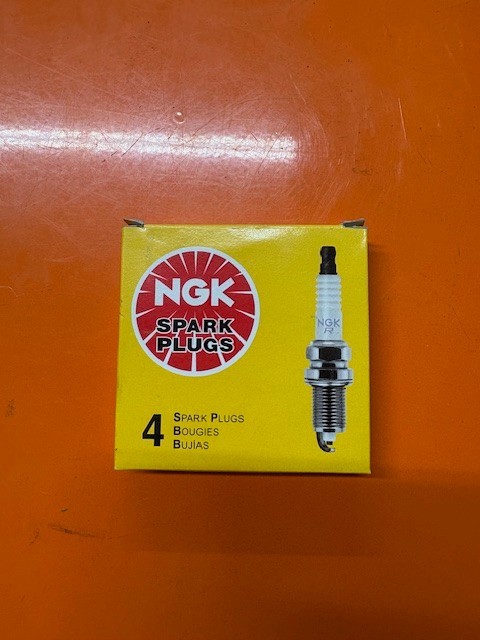 NGK
SPARK
PLUGS
NGK
R
4
SPARK PLUGS
BOUGIES
BUJÍAS